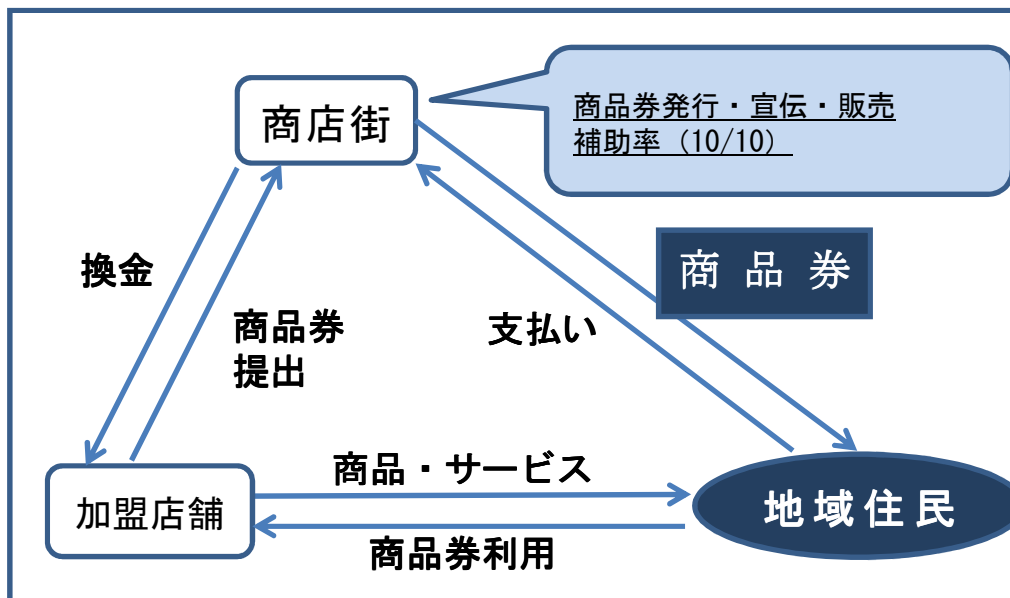 商店街
商品券発行・宣伝・販売
補助率（10/10）
商品券
換金
商品券
提出
支払い
商品・サービス
加盟店舗
地域住民
商品券利用